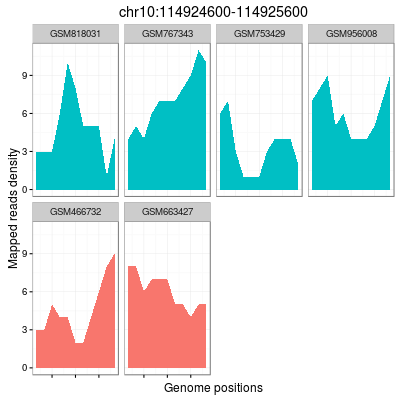 chr10:114924600-114925600
GSM818031 GSM767343 GSM753429 GSM956008
9
6
3
0
GSM466732 GSM663427
9
6
3
0
Mapped reads density
Genome positions